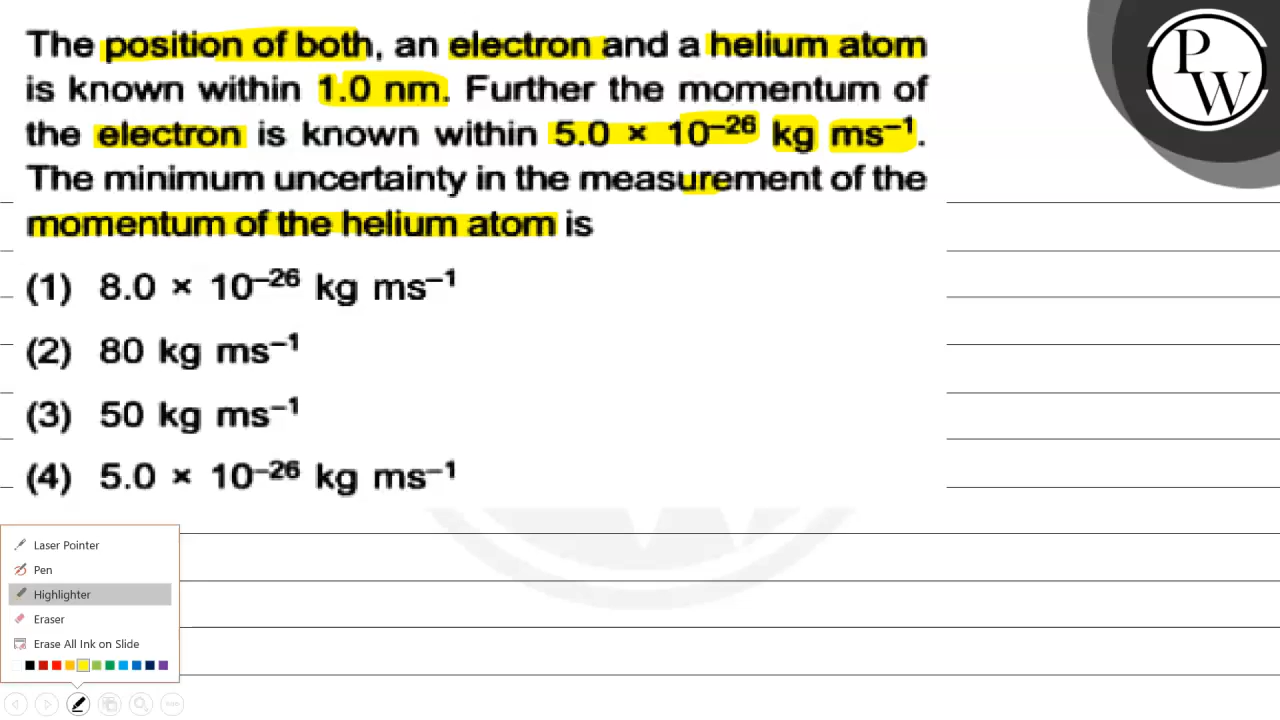 The position of both, an electron and a helium atom
is known within 1.0 nm. Further the momentum of
the electron is known within 5.0 × 10⁻²⁶ kg ms⁻¹.
The minimum uncertainty in the measurement of the
momentum of the helium atom is
(1) 8.0 × 10⁻²⁶ kg ms⁻¹
(2) 80 kg ms⁻¹
(3) 50 kg ms⁻¹
(4) 5.0 × 10⁻²⁶ kg ms⁻¹
PW
Laser Pointer
Pen
Highlighter
Eraser
Erase All Ink on Slide